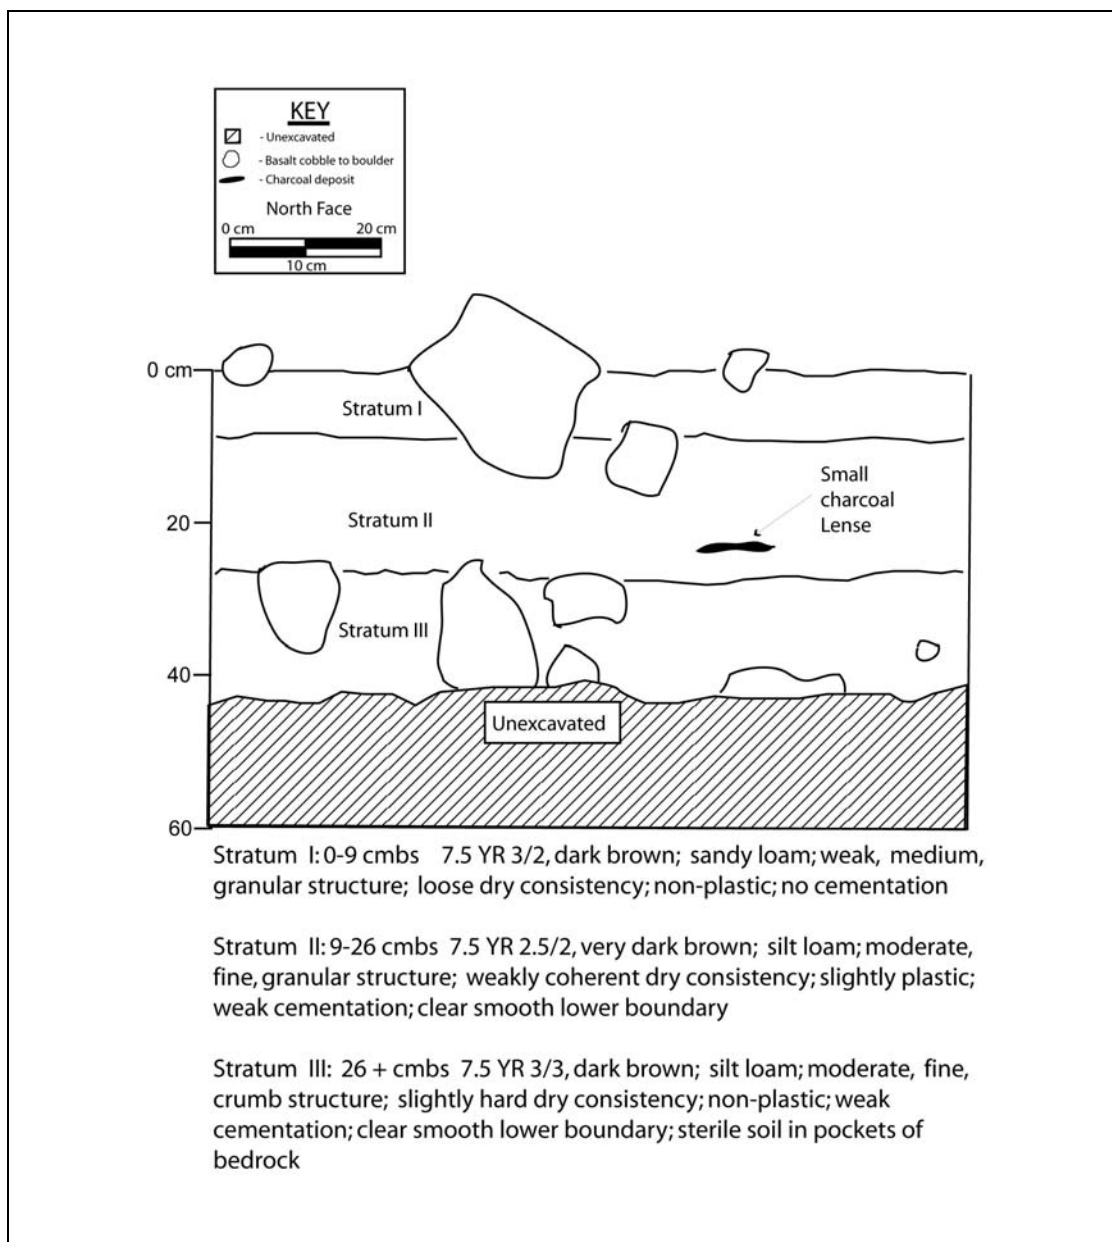 KEY
- Unexcavated
- Basalt cobble to boulder
- Charcoal deposit
North Face
0 cm 20 cm
10 cm
0 cm
Stratum I
Small
charcoal
Lense
20
Stratum II
Stratum III
40
Unexcavated
60
Stratum I: 0-9 cmbs 7.5 YR 3/2, dark brown; sandy loam; weak, medium,
granular structure; loose dry consistency; non-plastic; no cementation
Stratum II: 9-26 cmbs 7.5 YR 2.5/2, very dark brown; silt loam; moderate,
fine, granular structure; weakly coherent dry consistency; slightly plastic;
weak cementation; clear smooth lower boundary
Stratum III: 26 + cmbs 7.5 YR 3/3, dark brown; silt loam; moderate, fine,
crumb structure; slightly hard dry consistency; non-plastic; weak
cementation; clear smooth lower boundary; sterile soil in pockets of
bedrock